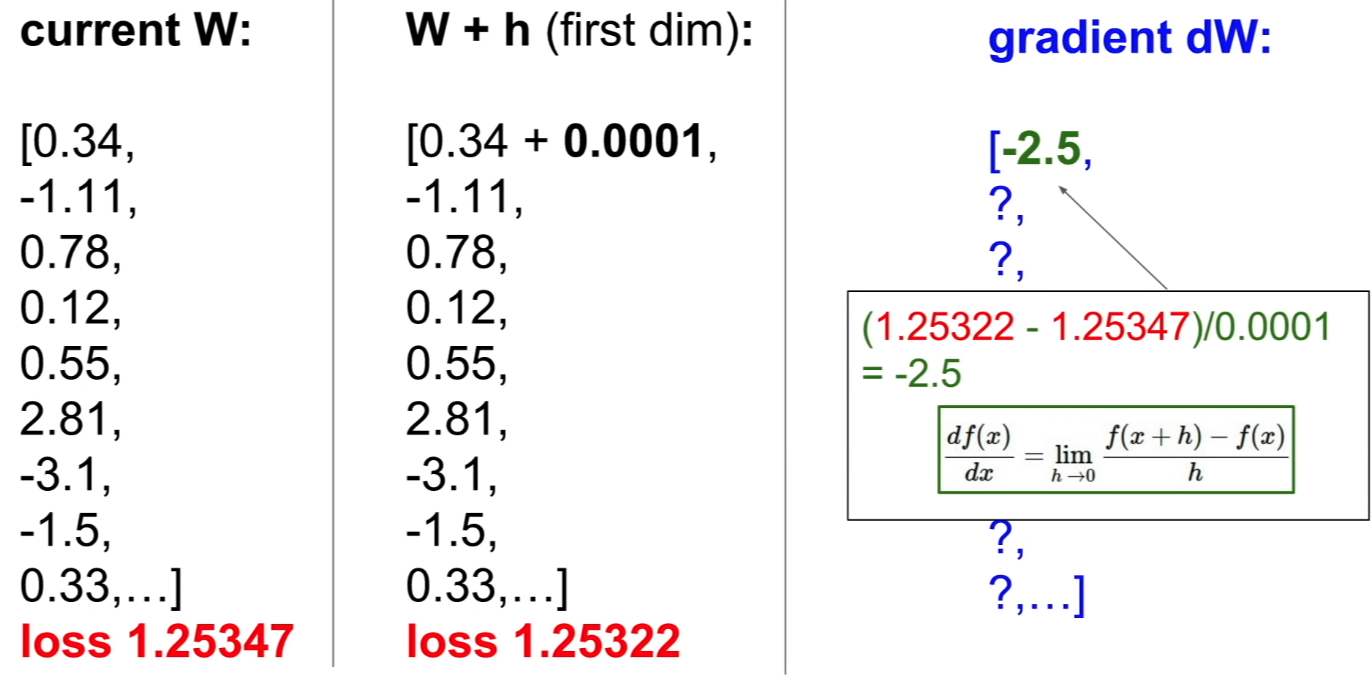 current W:
[0.34,
-1.11,
0.78,
0.12,
0.55,
2.81,
-3.1,
-1.5,
0.33,…]
loss 1.25347
W + h (first dim):
[0.34 + 0.0001,
-1.11,
0.78,
0.12,
0.55,
2.81,
-3.1,
-1.5,
0.33,…]
loss 1.25322
gradient dW:
[-2.5,
?,
?,
(1.25322 - 1.25347)/0.0001
= -2.5
df(x)/dx = lim h→0 f(x + h) − f(x)/h
?,
?,…]